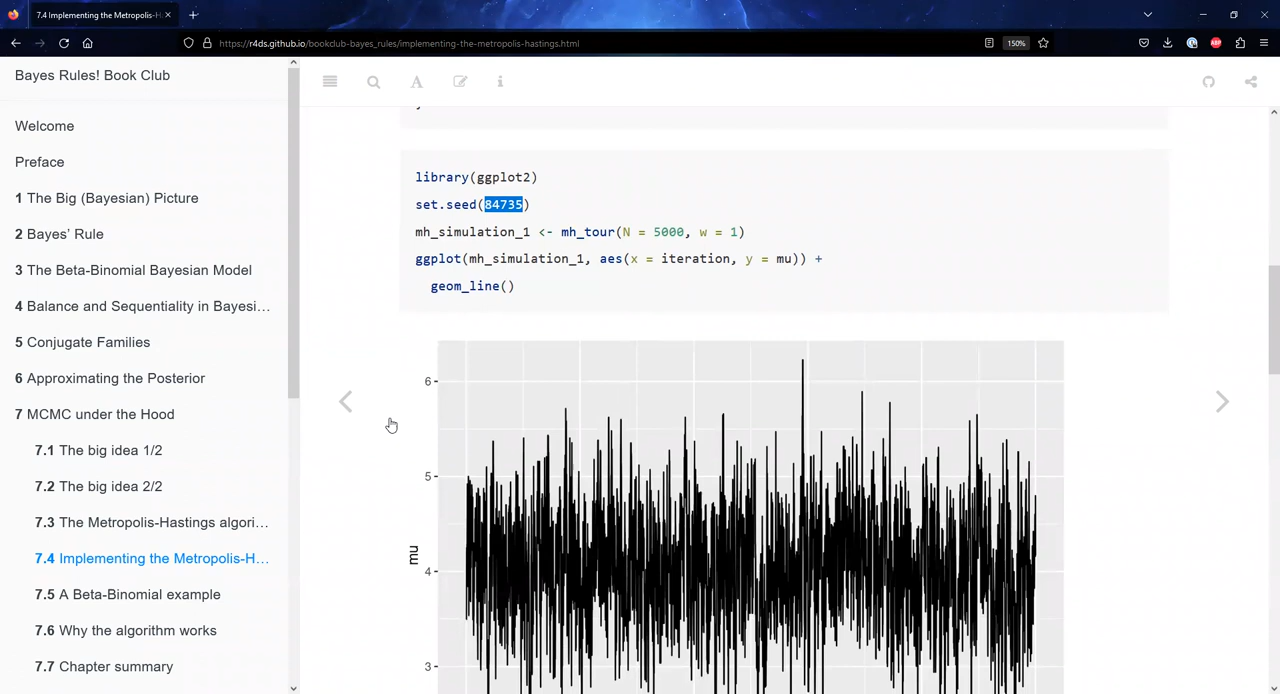 7.4 Implementing the Metropolis-H
https://r4ds.github.io/bookclub-bayes_rules/implementing-the-metropolis-hastings.html
150%
ABP
Bayes Rules! Book Club
Welcome
Preface
1 The Big (Bayesian) Picture
2 Bayes' Rule
3 The Beta-Binomial Bayesian Model
4 Balance and Sequentiality in Bayesi…
5 Conjugate Families
6 Approximating the Posterior
7 MCMC under the Hood
7.1 The big idea 1/2
7.2 The big idea 2/2
7.3 The Metropolis-Hastings algori…
7.4 Implementing the Metropolis-H…
7.5 A Beta-Binomial example
7.6 Why the algorithm works
7.7 Chapter summary
library(ggplot2)
set.seed(84735)
mh_simulation_1 <- mh_tour(N = 5000, w = 1)
ggplot(mh_simulation_1, aes(x = iteration, y = mu)) +
geom_line()
6
5
4
3
mu